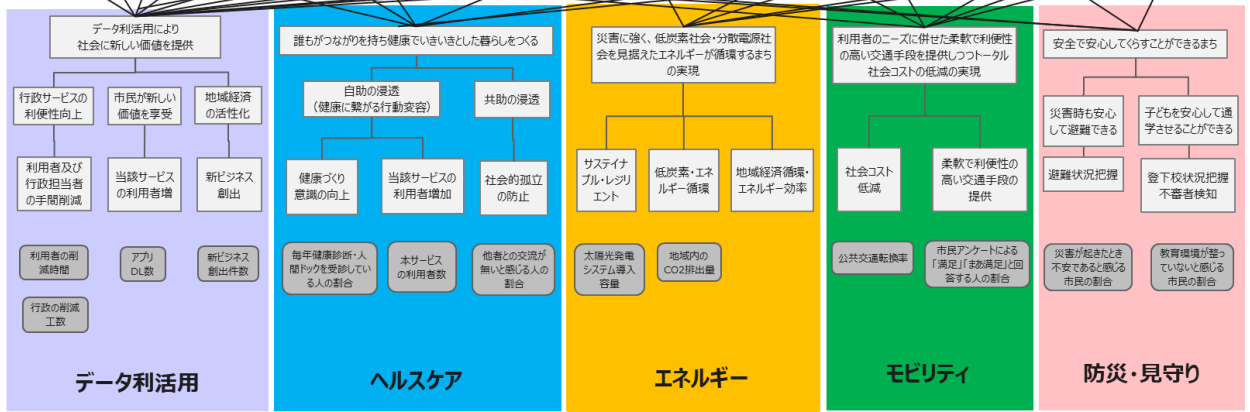 データ利活用により
社会に新しい価値を提供
行政サービスの
利便性向上
市民が新しい
価値を享受
地域経済
の活性化
利用者及び
行政担当者
の手間削減
当該サービス
の利用者増
新ビジネス
創出
利用者の削
減時間
アプリ
DL数
新ビジネス
創出件数
行政の削減
工数
データ利活用
誰もがつながりを持ち健康でいきいきとした暮らしをつくる
自助の浸透
(健康に繋がる行動変容)
共助の浸透
健康づくり
意識の向上
当該サービスの
利用者増加
社会的孤立
の防止
毎年健康診断・人
間ドックを受診してい
る人の割合
本サービス
の利用者数
他者との交流が
無いと感じる人の
割合
ヘルスケア
災害に強く、低炭素社会・分散電源社
会を見据えたエネルギーが循環するまち
の実現
サステイナ
ブル・レジリ
エント
低炭素・エネ
ルギー循環
地域経済循環・
エネルギー効率
太陽光発電
システム導入
容量
地域内の
CO2排出量
エネルギー
利用者のニーズに併せた柔軟で利便性
の高い交通手段を提供しつつトータル
社会コストの低減の実現
社会コスト
低減
柔軟で利便性の
高い交通手段の
提供
公共交通転換率
市民アンケートによる
「満足」「まあ満足」と回
答する人の割合
モビリティ
安全で安心してくらすことができるまち
災害時も安心
して避難できる
子どもを安心して通
学させることができる
避難状況把握
登下校状況把握
不審者検知
災害が起きたとき
不安であると感じる
市民の割合
教育環境が整っ
ていないと感じる
市民の割合
防災・見守り